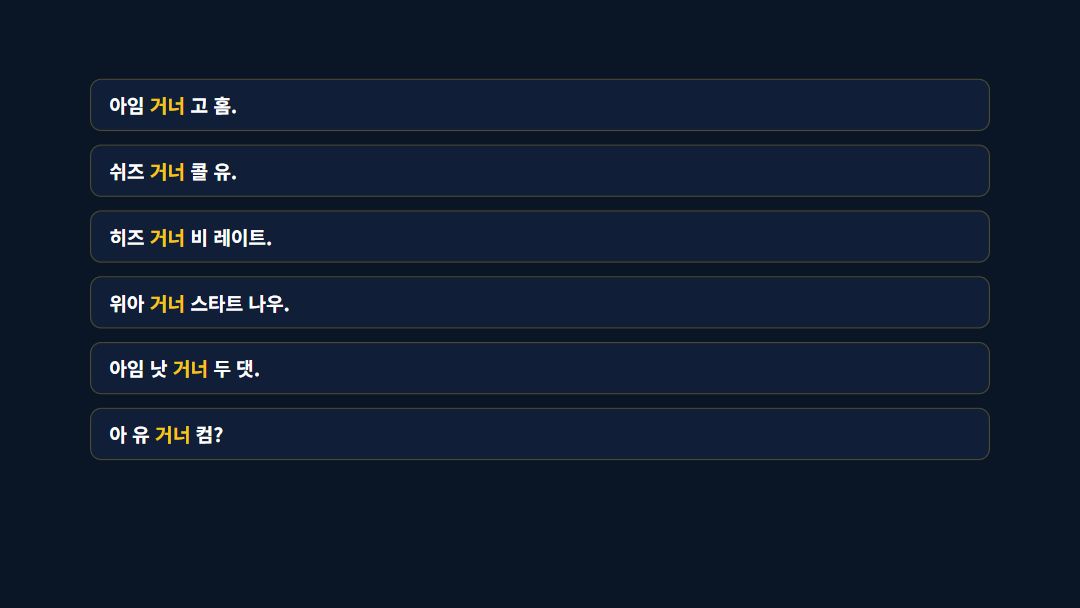 아임 거너 고 홈.
쉬즈 거너 콜 유.
히즈 거너 비 레이트.
위아 거너 스타트 나우.
아임 낫 거너 두 댓.
아 유 거너 컴?